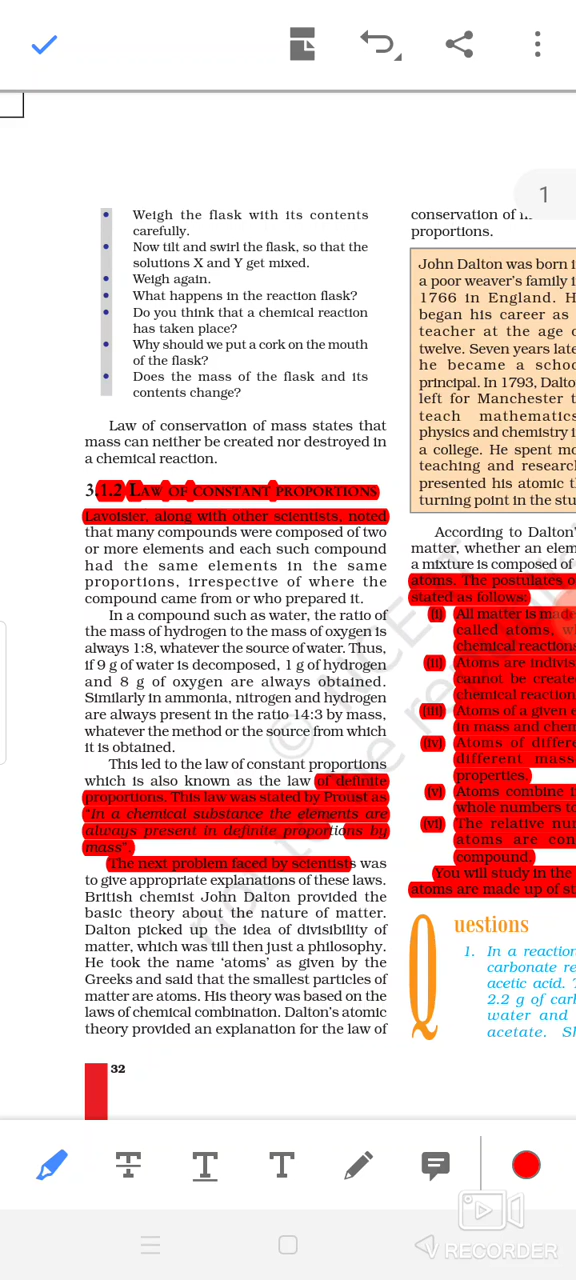 1
Weigh the flask with its contents
carefully.
Now tilt and swirl the flask, so that the
solutions X and Y get mixed.
Weigh again.
What happens in the reaction flask?
Do you think that a chemical reaction
has taken place?
Why should we put a cork on the mouth
of the flask?
Does the mass of the flask and its
contents change?
Law of conservation of mass states that
mass can neither be created nor destroyed in
a chemical reaction.
3.1.2 LAW OF CONSTANT PROPORTIONS
Lavoisier, along with other scientists, noted
that many compounds were composed of two
or more elements and each such compound
had the same elements in the same
proportions, irrespective of where the
compound came from or who prepared it.
In a compound such as water, the ratio of
the mass of hydrogen to the mass of oxygen is
always 1:8, whatever the source of water. Thus,
if 9 g of water is decomposed, 1 g of hydrogen
and 8 g of oxygen are always obtained.
Similarly in ammonia, nitrogen and hydrogen
are always present in the ratio 14:3 by mass,
whatever the method or the source from which
it is obtained.
This led to the law of constant proportions
which is also known as the law of definite
proportions. This law was stated by Proust as
“In a chemical substance the elements are
always present in definite proportions by
mass”.
The next problem faced by scientists was
to give appropriate explanations of these laws.
British chemist John Dalton provided the
basic theory about the nature of matter.
Dalton picked up the idea of divisibility of
matter, which was till then just a philosophy.
He took the name ‘atoms’ as given by the
Greeks and said that the smallest particles of
matter are atoms. His theory was based on the
laws of chemical combination. Dalton’s atomic
theory provided an explanation for the law of
32
conservation of
proportions.
John Dalton was born i
a poor weaver’s family i
1766 in England. H
began his career as
teacher at the age o
twelve. Seven years late
he became a schoo
principal. In 1793, Dalto
left for Manchester t
teach mathematics
physics and chemistry i
a college. He spent mo
teaching and research
presented his atomic th
turning point in the stu
According to Dalton’
matter, whether an elem
a mixture is composed of
atoms. The postulates o
stated as follows:
(i) All matter is mad
called atoms, w
chemical reactions
(ii) Atoms are indivis
cannot be create
chemical reaction
(iii) Atoms of a given e
in mass and chem
(iv) Atoms of differe
different mass
properties.
(v) Atoms combine t
whole numbers to
(vi) The relative num
atoms are con
compound.
You will study in the
atoms are made up of st
Questions
1. In a reaction
carbonate re
acetic acid. T
2.2 g of carb
water and
acetate. Sh
RECORDER